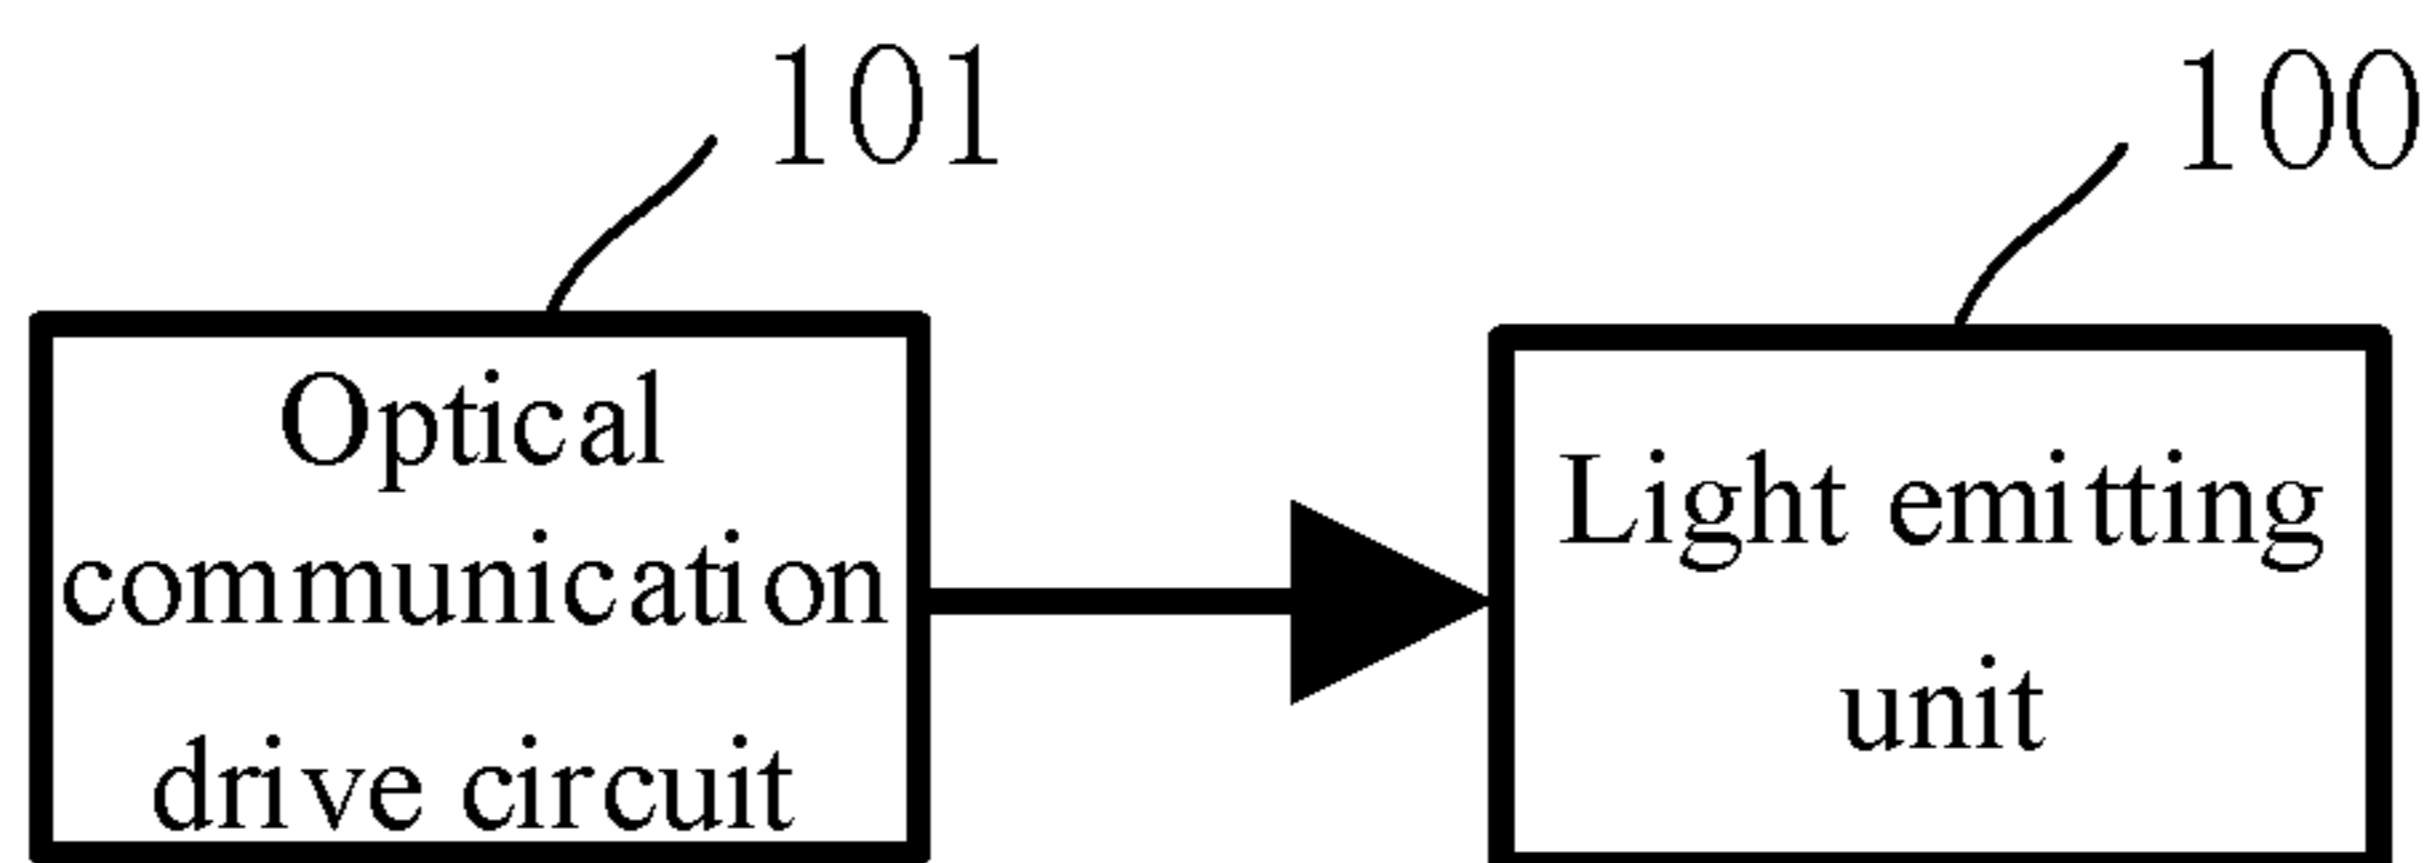 101
100
Optical
communication
drive circuit
Light emitting
unit